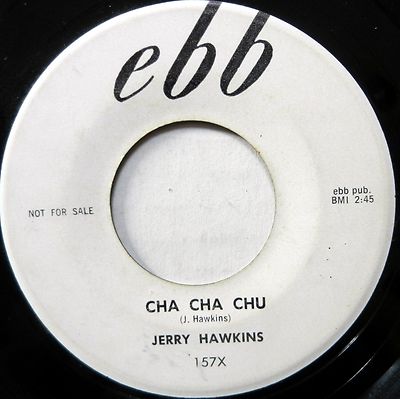 ebb
NOT FOR SALE
ebb pub.
BMI 2:45
CHA CHA CHU
(J. Hawkins)
JERRY HAWKINS
157X